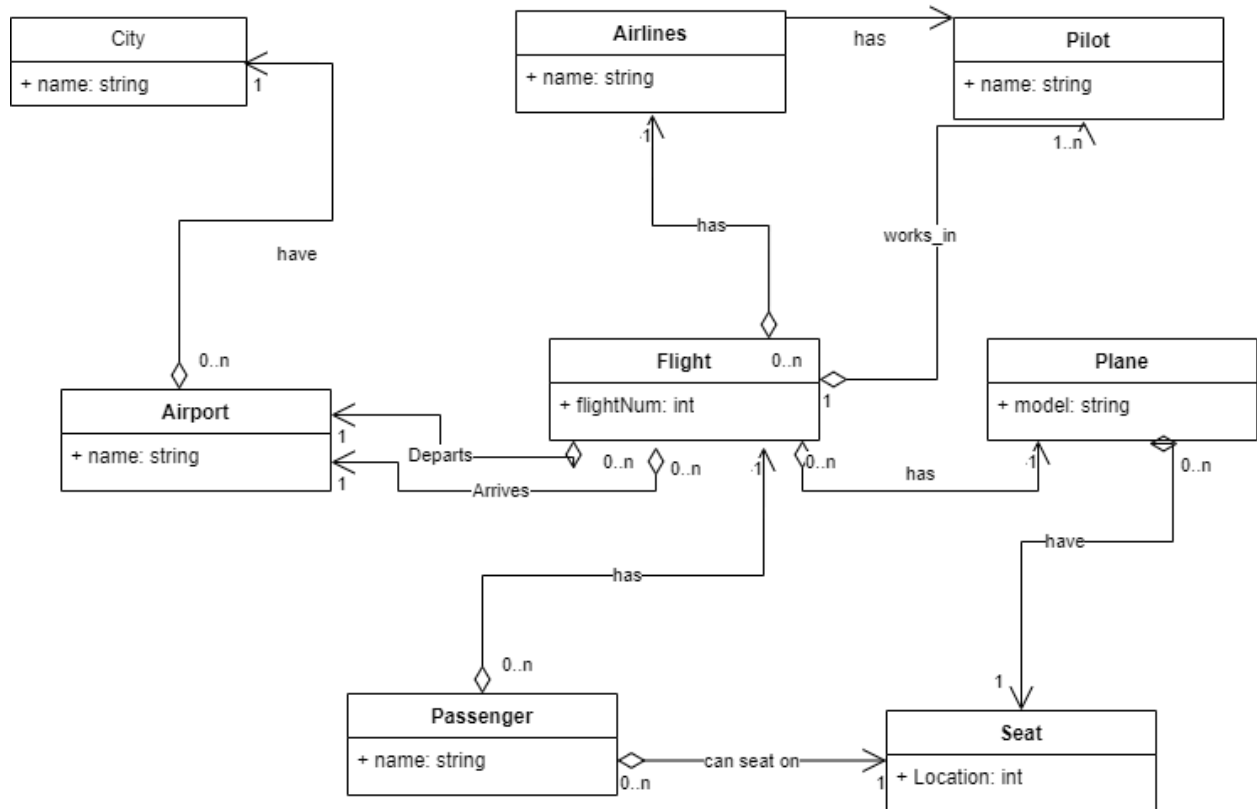 City
+ name: string
1
have
0..n
Airlines
+ name: string
has
Pilot
+ name: string
1
1..n
has
works_in
0..n
Flight
+ flightNum: int
1
Plane
+ model: string
Airport
+ name: string
1
1
Departs
Arrives
0..n
0..n
1
0..n
has
1
0..n
have
has
0..n
Passenger
+ name: string
0..n
can seat on
1
1
Seat
+ Location: int